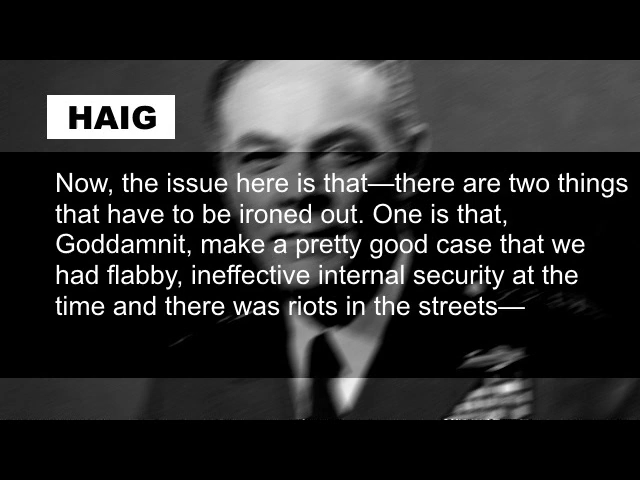 HAIG
Now, the issue here is that—there are two things
that have to be ironed out. One is that,
Goddamnit, make a pretty good case that we
had flabby, ineffective internal security at the
time and there was riots in the streets—